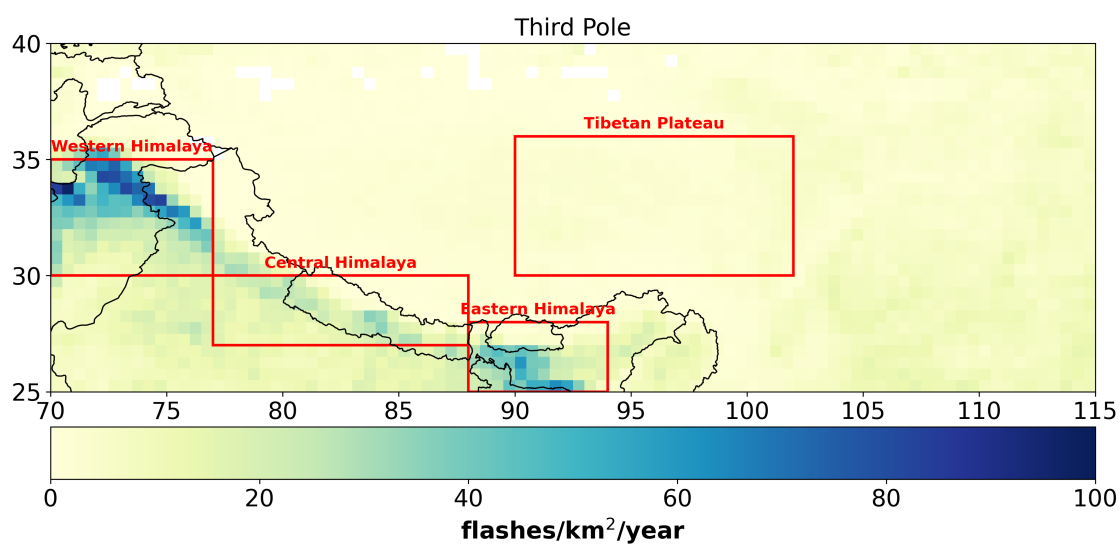 Third Pole
40
35
30
25
Western Himalaya
Tibetan Plateau
Central Himalaya
Eastern Himalaya
70 75 80 85 90 95 100 105 110 115
0 20 40 60 80 100
flashes/km²/year